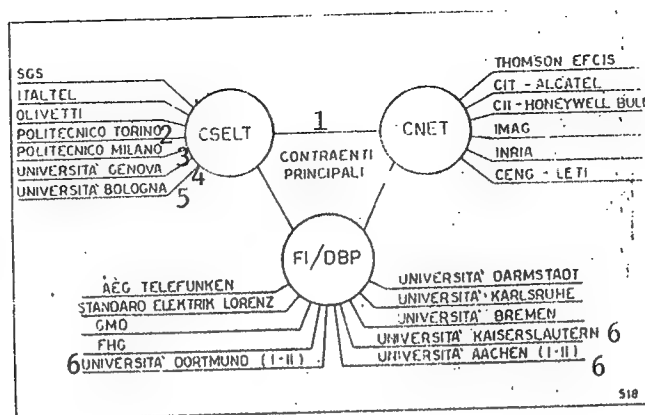 SGS
ITALTEL
OLIVETTI
POLITECNICO TORINO 2
POLITECNICO MILANO 3
UNIVERSITA' GENOVA 4
UNIVERSITA' BOLOGNA 5
CSELT
1
CONTRAENTI
PRINCIPALI
CNET
THOMSON EFCIS
CIT - ALCATEL
CII-HONEYWELL BULL
IMAG
INRIA
CENG - LETI
FI/DBP
AEG TELEFUNKEN
STANDARD ELEKTRIK LORENZ
GMD
FHG
6 UNIVERSITA' DORTMUND (I-II)
UNIVERSITA' DARMSTADT
UNIVERSITA' KARLSRUHE
UNIVERSITA' BREMEN
UNIVERSITA' KAISERSLAUTERN 6
UNIVERSITA' AACHEN (I-II) 6
518